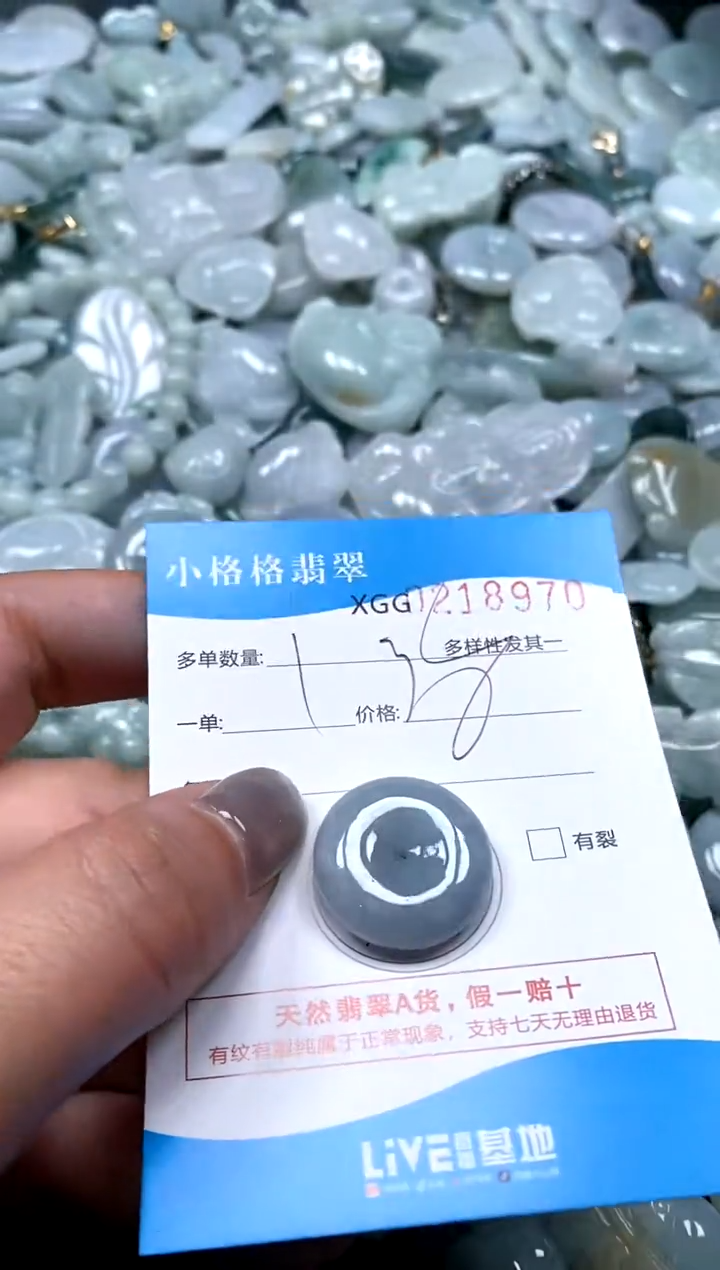 小格格翡翠
XGG1218970
多单数量:
多样性发其一
一单:
价格:
有裂
天然翡翠A货，假一赔十
有纹有裂纯属于正常现象，支持七天无理由退货
LiVE直播基地